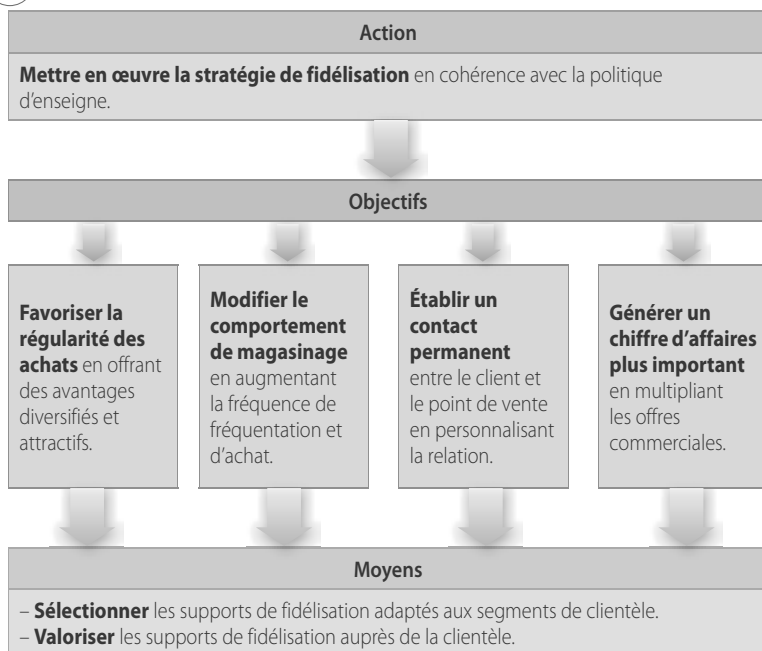 Action
Mettre en œuvre la stratégie de fidélisation en cohérence avec la politique
d'enseigne.
Objectifs
Favoriser la
régularité des
achats en offrant
des avantages
diversifiés et
attractifs.
Modifier le
comportement
de magasinage
en augmentant
la fréquence de
fréquentation et
d'achat.
Établir un
contact
permanent
entre le client et
le point de vente
en personnalisant
la relation.
Générer un
chiffre d'affaires
plus important
en multipliant
les offres
commerciales.
Moyens
– Sélectionner les supports de fidélisation adaptés aux segments de clientèle.
– Valoriser les supports de fidélisation auprès de la clientèle.